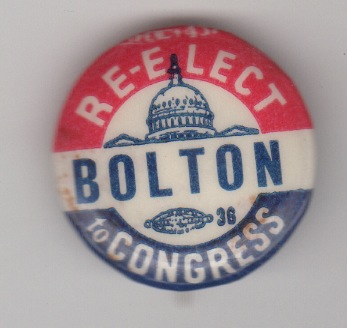 RE-ELECT
BOLTON
36
to CONGRESS